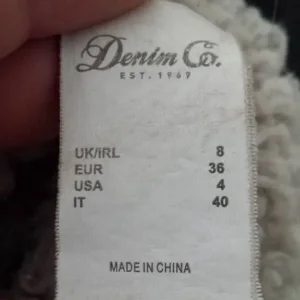 Denim Co.
EST. 1969
UK/IRL 8
EUR 36
USA 4
IT 40
MADE IN CHINA